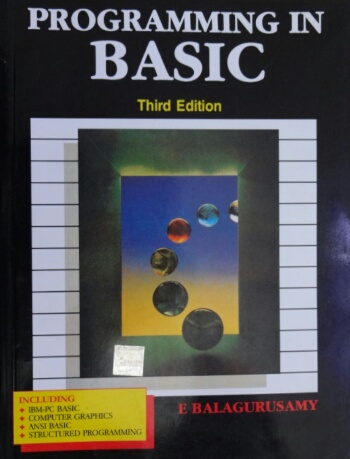 PROGRAMMING IN
BASIC
Third Edition
INCLUDING
+ IBM-PC BASIC
+ COMPUTER GRAPHICS
+ ANSI BASIC
+ STRUCTURED PROGRAMMING
E BALAGURUSAMY